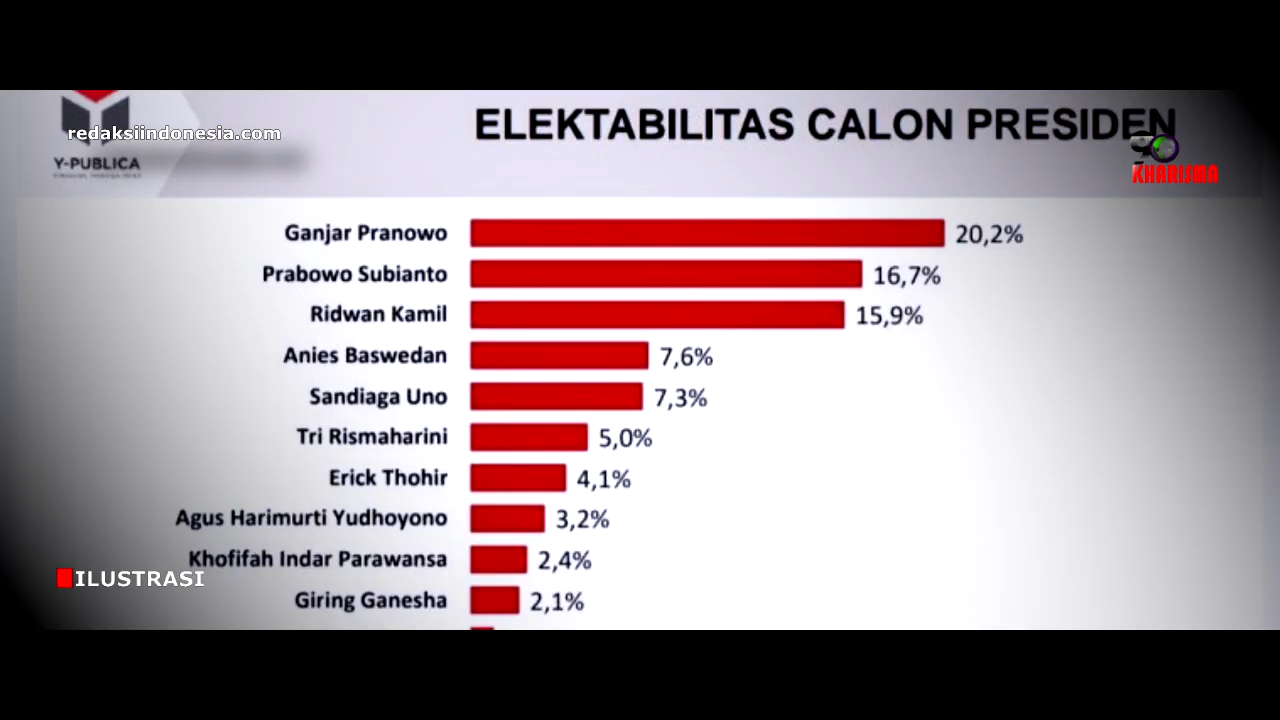 redaksiindonesia.com
Y-PUBLICA
ELEKTABILITAS CALON PRESIDEN
90
KHARISMA
Ganjar Pranowo 20,2%
Prabowo Subianto 16,7%
Ridwan Kamil 15,9%
Anies Baswedan 7,6%
Sandiaga Uno 7,3%
Tri Rismaharini 5,0%
Erick Thohir 4,1%
Agus Harimurti Yudhoyono 3,2%
Khofifah Indar Parawansa 2,4%
Giring Ganesha 2,1%
ILUSTRASI